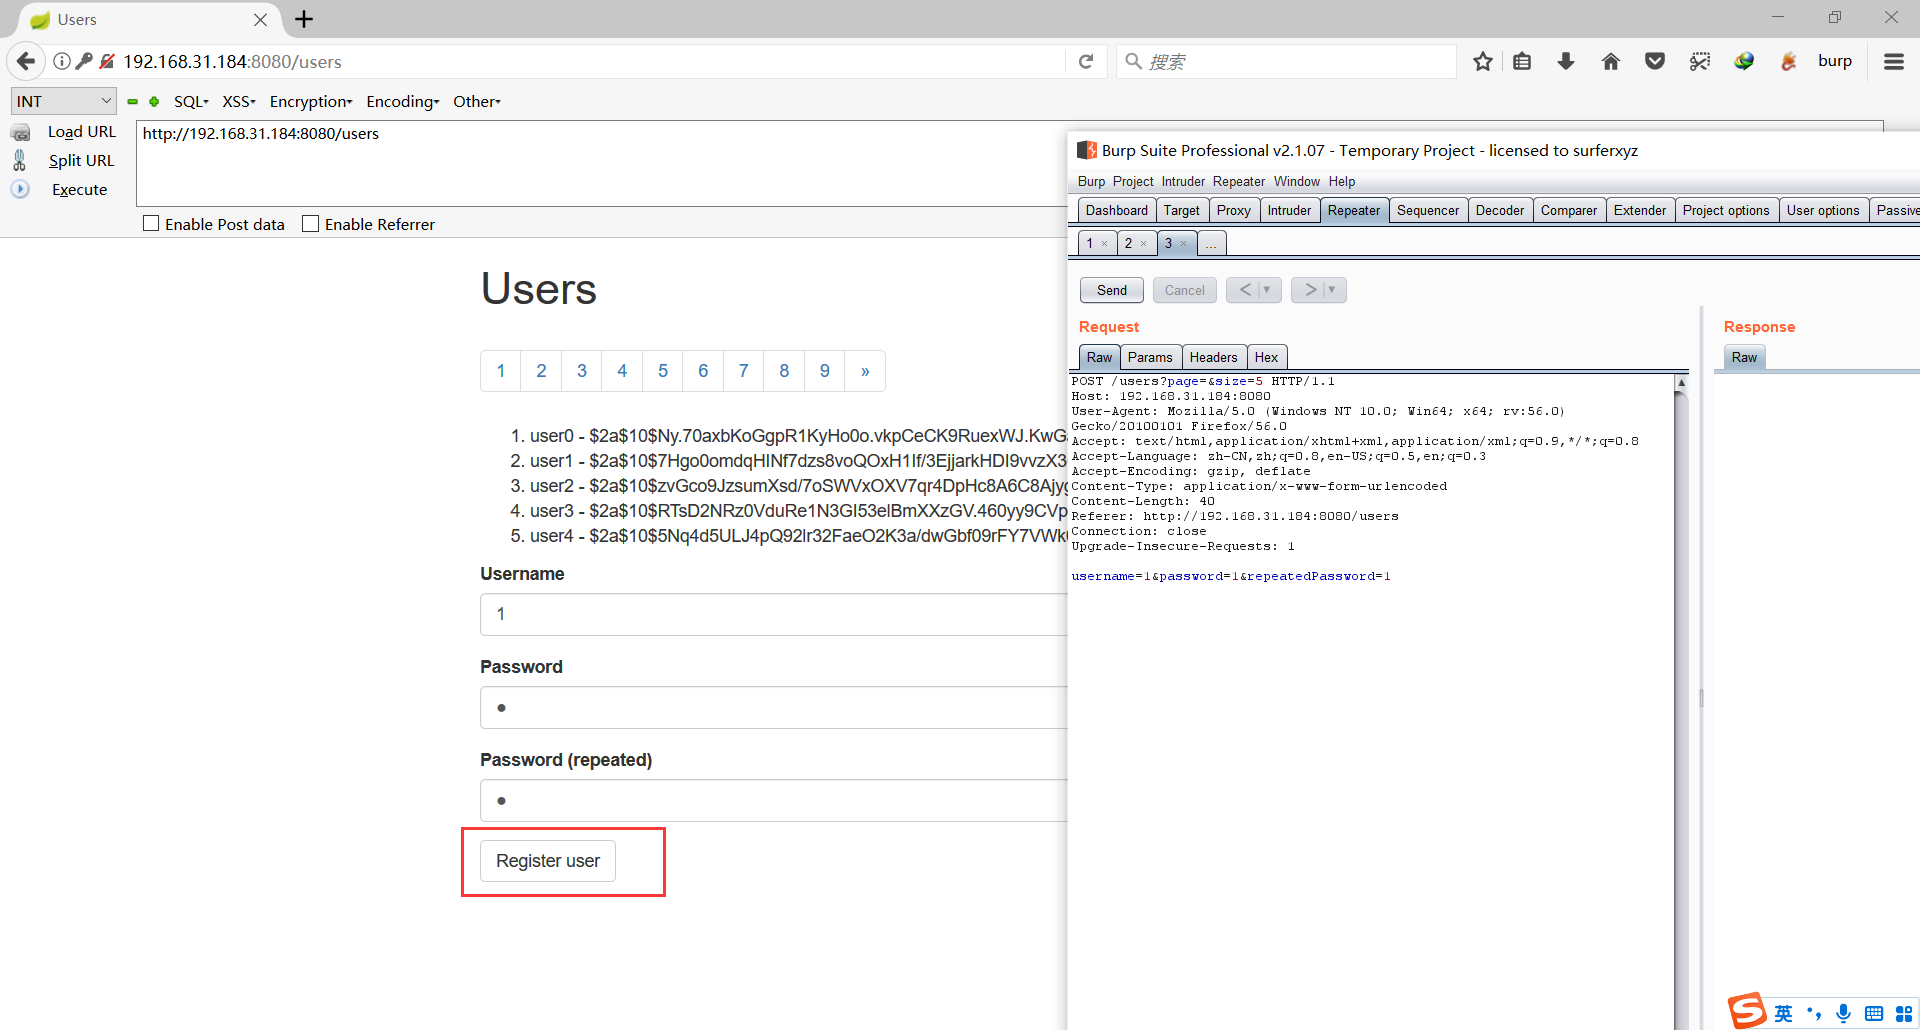 Users
192.168.31.184:8080/users
搜索
burp
INT
SQL
XSS
Encryption
Encoding
Other
Load URL
http://192.168.31.184:8080/users
Split URL
Execute
Enable Post data
Enable Referrer
Users
1 2 3 4 5 6 7 8 9 »
1. user0 - $2a$10$Ny.70axbKoGgpR1KyHo0o.vkpCeCK9RuexWJ.KwG
2. user1 - $2a$10$7Hgo0omdqHINf7dzs8voQOxH1If/3EjjarkHDI9vvzX3
3. user2 - $2a$10$zvGco9JzsumXsd/7oSWVxOXV7qr4DpHc8A6C8Ajy
4. user3 - $2a$10$RTsD2NRz0VduRe1N3GI53elBmXXzGV.460yy9CVp
5. user4 - $2a$10$5Nq4d5ULJ4pQ92lr32FaeO2K3a/dwGbf09rFY7VWk
Username
1
Password
●
Password (repeated)
●
Register user
Burp Suite Professional v2.1.07 - Temporary Project - licensed to surferxyz
Burp Project Intruder Repeater Window Help
Dashboard Target Proxy Intruder Repeater Sequencer Decoder Comparer Extender Project options User options Passive
1 × 2 × 3 × ...
Send Cancel < >
Request
Raw Params Headers Hex
POST /users?page=&size=5 HTTP/1.1
Host: 192.168.31.184:8080
User-Agent: Mozilla/5.0 (Windows NT 10.0; Win64; x64; rv:56.0)
Gecko/20100101 Firefox/56.0
Accept: text/html,application/xhtml+xml,application/xml;q=0.9,*/*;q=0.8
Accept-Language: zh-CN,zh;q=0.8,en-US;q=0.5,en;q=0.3
Accept-Encoding: gzip, deflate
Content-Type: application/x-www-form-urlencoded
Content-Length: 40
Referer: http://192.168.31.184:8080/users
Connection: close
Upgrade-Insecure-Requests: 1
username=1&password=1&repeatedPassword=1
Response
Raw
英